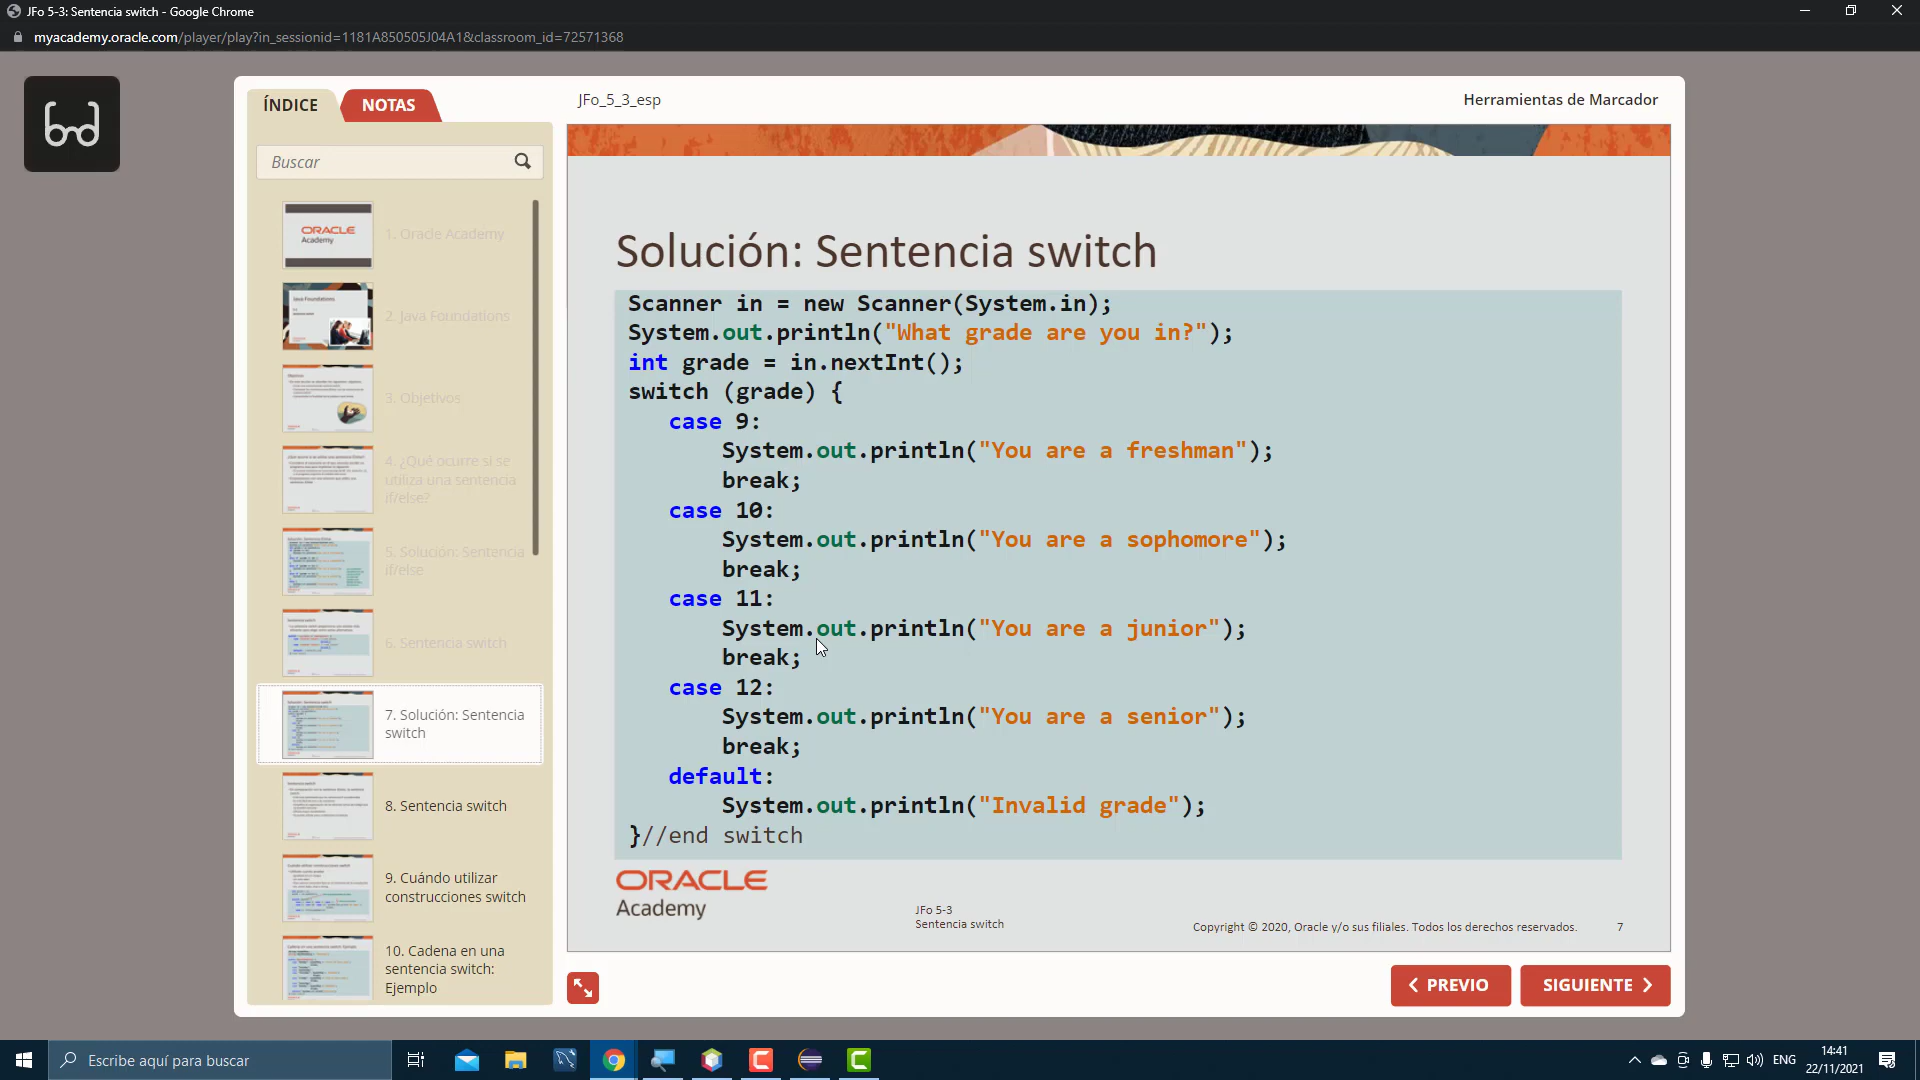 JFo 5-3: Sentencia switch - Google Chrome
myacademy.oracle.com/player/play?in_sessionid=1181A850505J04A1&classroom_id=72571368
ÍNDICE
NOTAS
JFo_5_3_esp
Herramientas de Marcador
Buscar
ORACLE
Academy
1. Oracle Academy
Java Foundations
2. Java Foundations
3. Objetivos
4. ¿Qué ocurre si se
utiliza una sentencia
if/else?
5. Solución: Sentencia
if/else
6. Sentencia switch
7. Solución: Sentencia
switch
8. Sentencia switch
9. Cuándo utilizar
construcciones switch
10. Cadena en una
sentencia switch:
Ejemplo
Solución: Sentencia switch
Scanner in = new Scanner(System.in);
System.out.println("What grade are you in?");
int grade = in.nextInt();
switch (grade) {
case 9:
System.out.println("You are a freshman");
break;
case 10:
System.out.println("You are a sophomore");
break;
case 11:
System.out.println("You are a junior");
break;
case 12:
System.out.println("You are a senior");
break;
default:
System.out.println("Invalid grade");
}//end switch
ORACLE
Academy
JFo 5-3
Sentencia switch
Copyright © 2020, Oracle y/o sus filiales. Todos los derechos reservados.
7
PREVIO
SIGUIENTE
Escribe aquí para buscar
ENG
14:41
22/11/2021